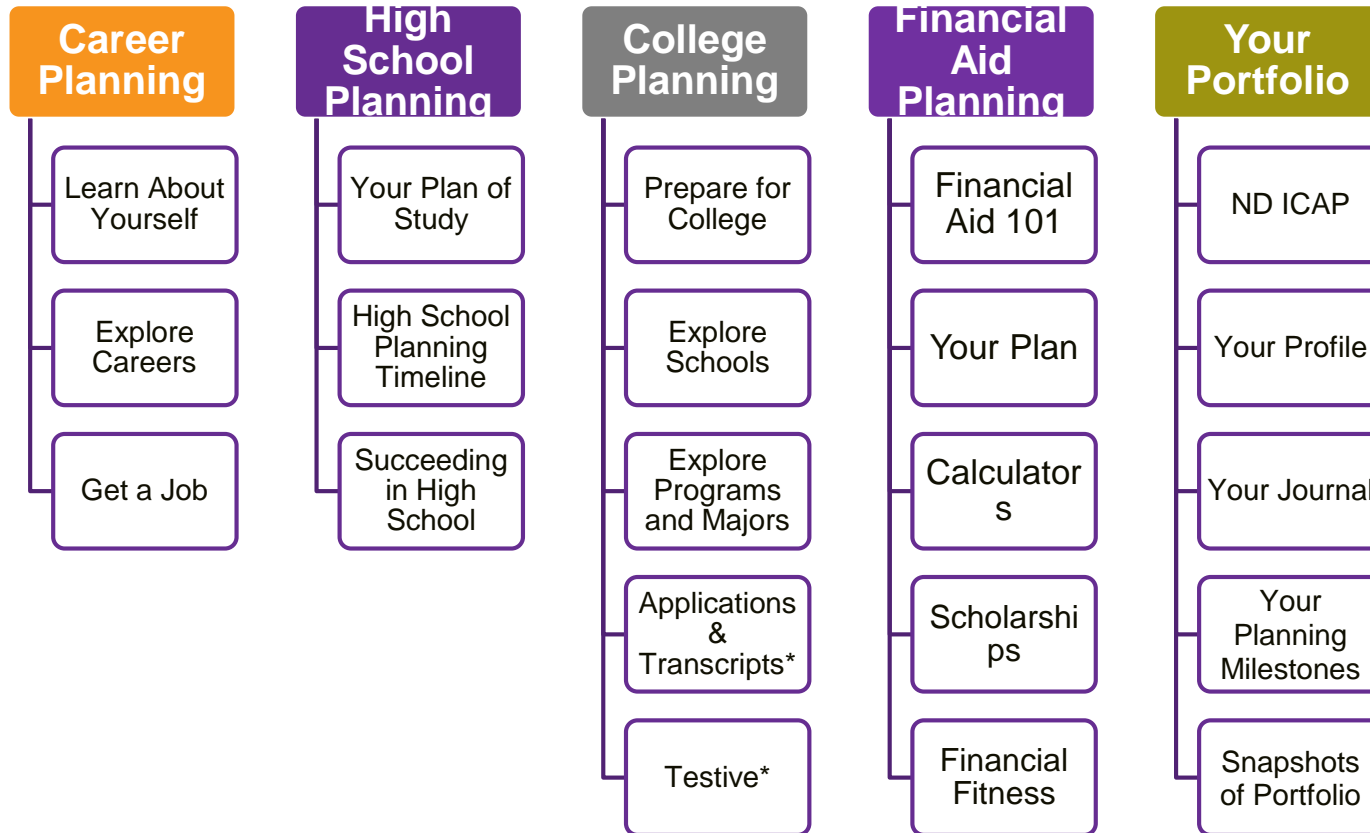 Career
Planning
Learn About
Yourself
Explore
Careers
Get a Job
High
School
Planning
Your Plan of
Study
High School
Planning
Timeline
Succeeding
in High
School
College
Planning
Prepare for
College
Explore
Schools
Explore
Programs
and Majors
Applications
&
Transcripts*
Testive*
Financial
Aid
Planning
Financial
Aid 101
Your Plan
Calculator
s
Scholarshi
ps
Financial
Fitness
Your
Portfolio
ND ICAP
Your Profile
Your Journal
Your
Planning
Milestones
Snapshots
of Portfolio